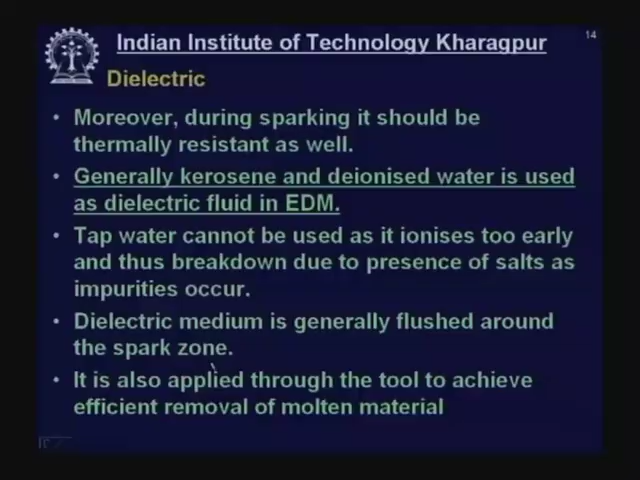 Indian Institute of Technology Kharagpur
14
Dielectric
• Moreover, during sparking it should be
thermally resistant as well.
• Generally kerosene and deionised water is used
as dielectric fluid in EDM.
• Tap water cannot be used as it ionises too early
and thus breakdown due to presence of salts as
impurities occur.
• Dielectric medium is generally flushed around
the spark zone.
• It is also applied through the tool to achieve
efficient removal of molten material